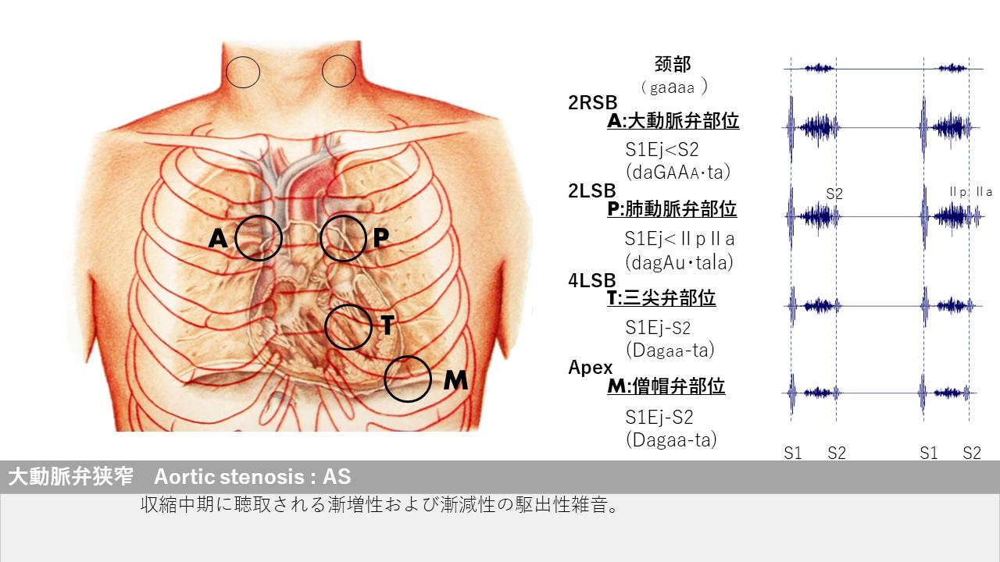 A
P
T
M
颈部
( gaaaa )
2RSB
A:大動脈弁部位
S1Ej<S2
(daGAAA·ta)
2LSB
P:肺動脈弁部位
S1Ej<ⅡpⅡa
(dagAu・tala)
4LSB
T:三尖弁部位
S1Ej-S2
(Dagaa-ta)
Apex
M:僧帽弁部位
S1Ej-S2
(Dagaa-ta)
S2
Ⅱp Ⅱa
S1 S2 S1 S2
大動脈弁狭窄 Aortic stenosis : AS
収縮中期に聴取される漸増性および漸減性の駆出性雑音。